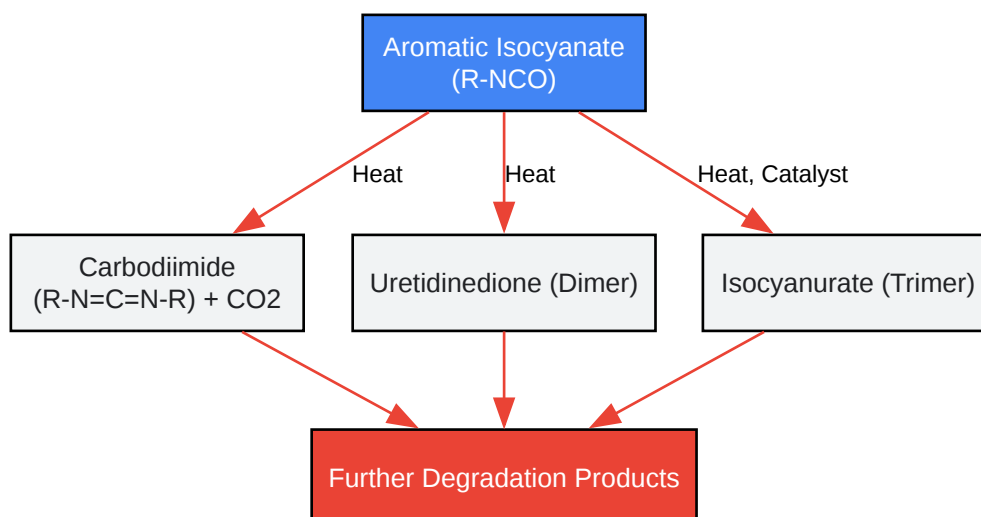 Aromatic Isocyanate
(R-NCO)
Heat
Heat
Heat, Catalyst
Carbodiimide
(R-N=C=N-R) + CO2
Uretidinedione (Dimer)
Isocyanurate (Trimer)
Further Degradation Products